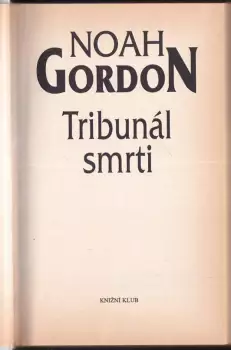 NOAH
GORDON
Tribunál
smrti
KNIŽNÍ KLUB